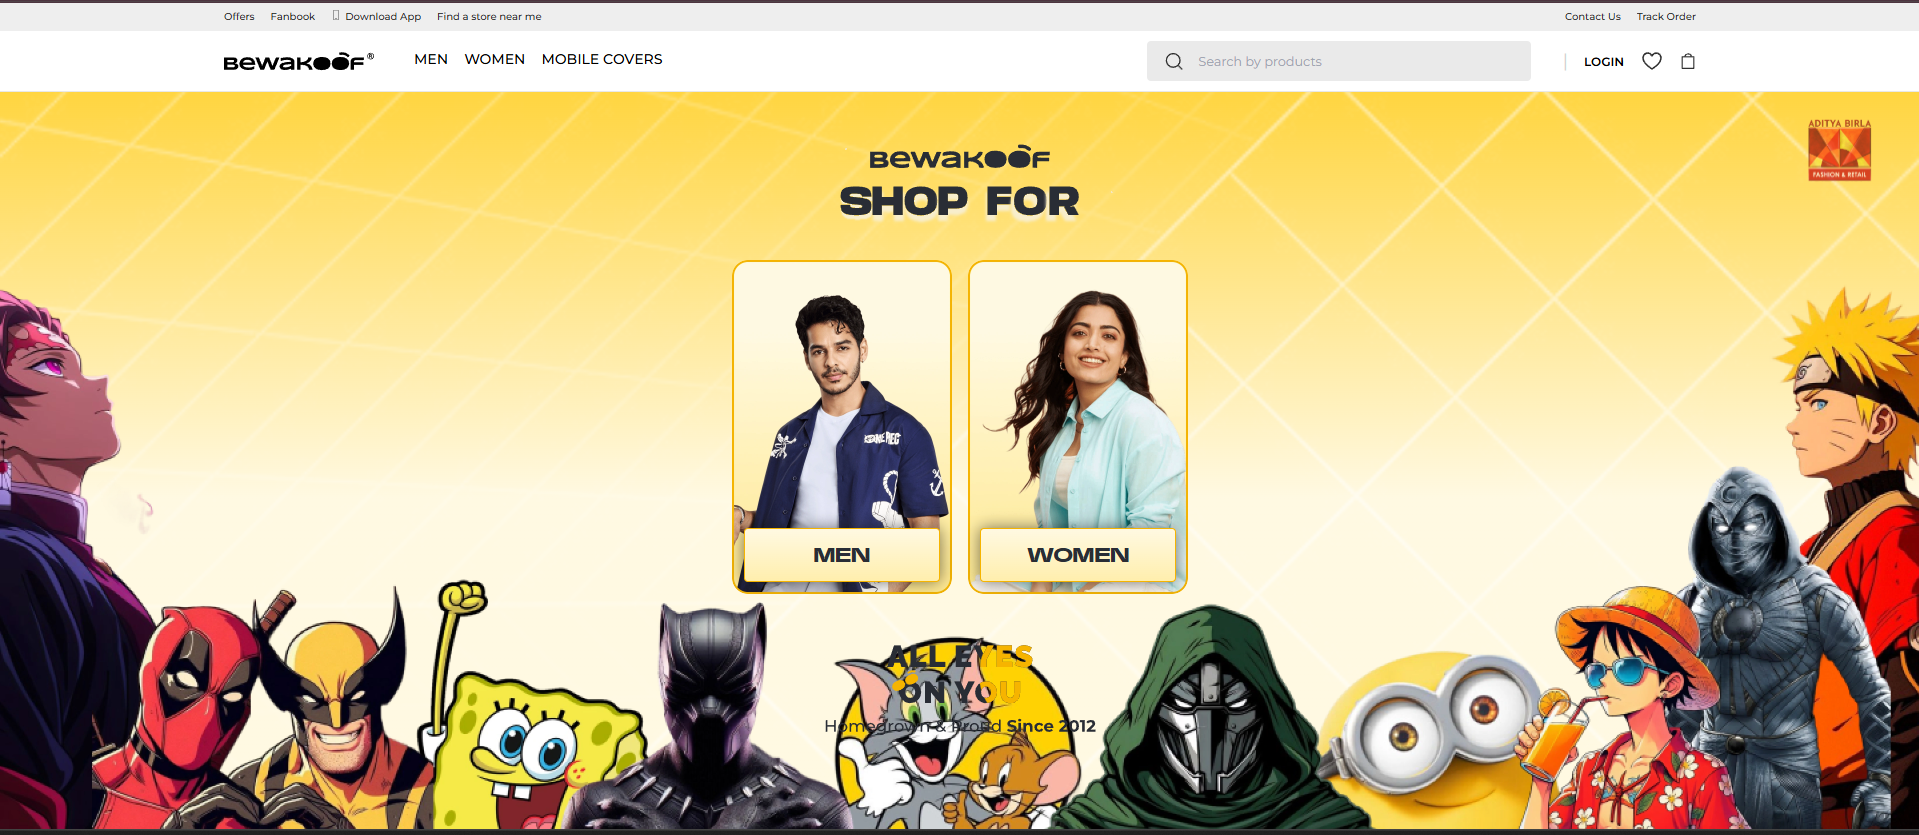 Offers Fanbook Download App Find a store near me Contact Us Track Order
BEWAKOOF® MEN WOMEN MOBILE COVERS Search by products LOGIN
ADITYA BIRLA
FASHION & RETAIL
BEWAKOOF
SHOP FOR
MEN WOMEN
ALL EYES
ON YOU
Homegrown & Proud Since 2012